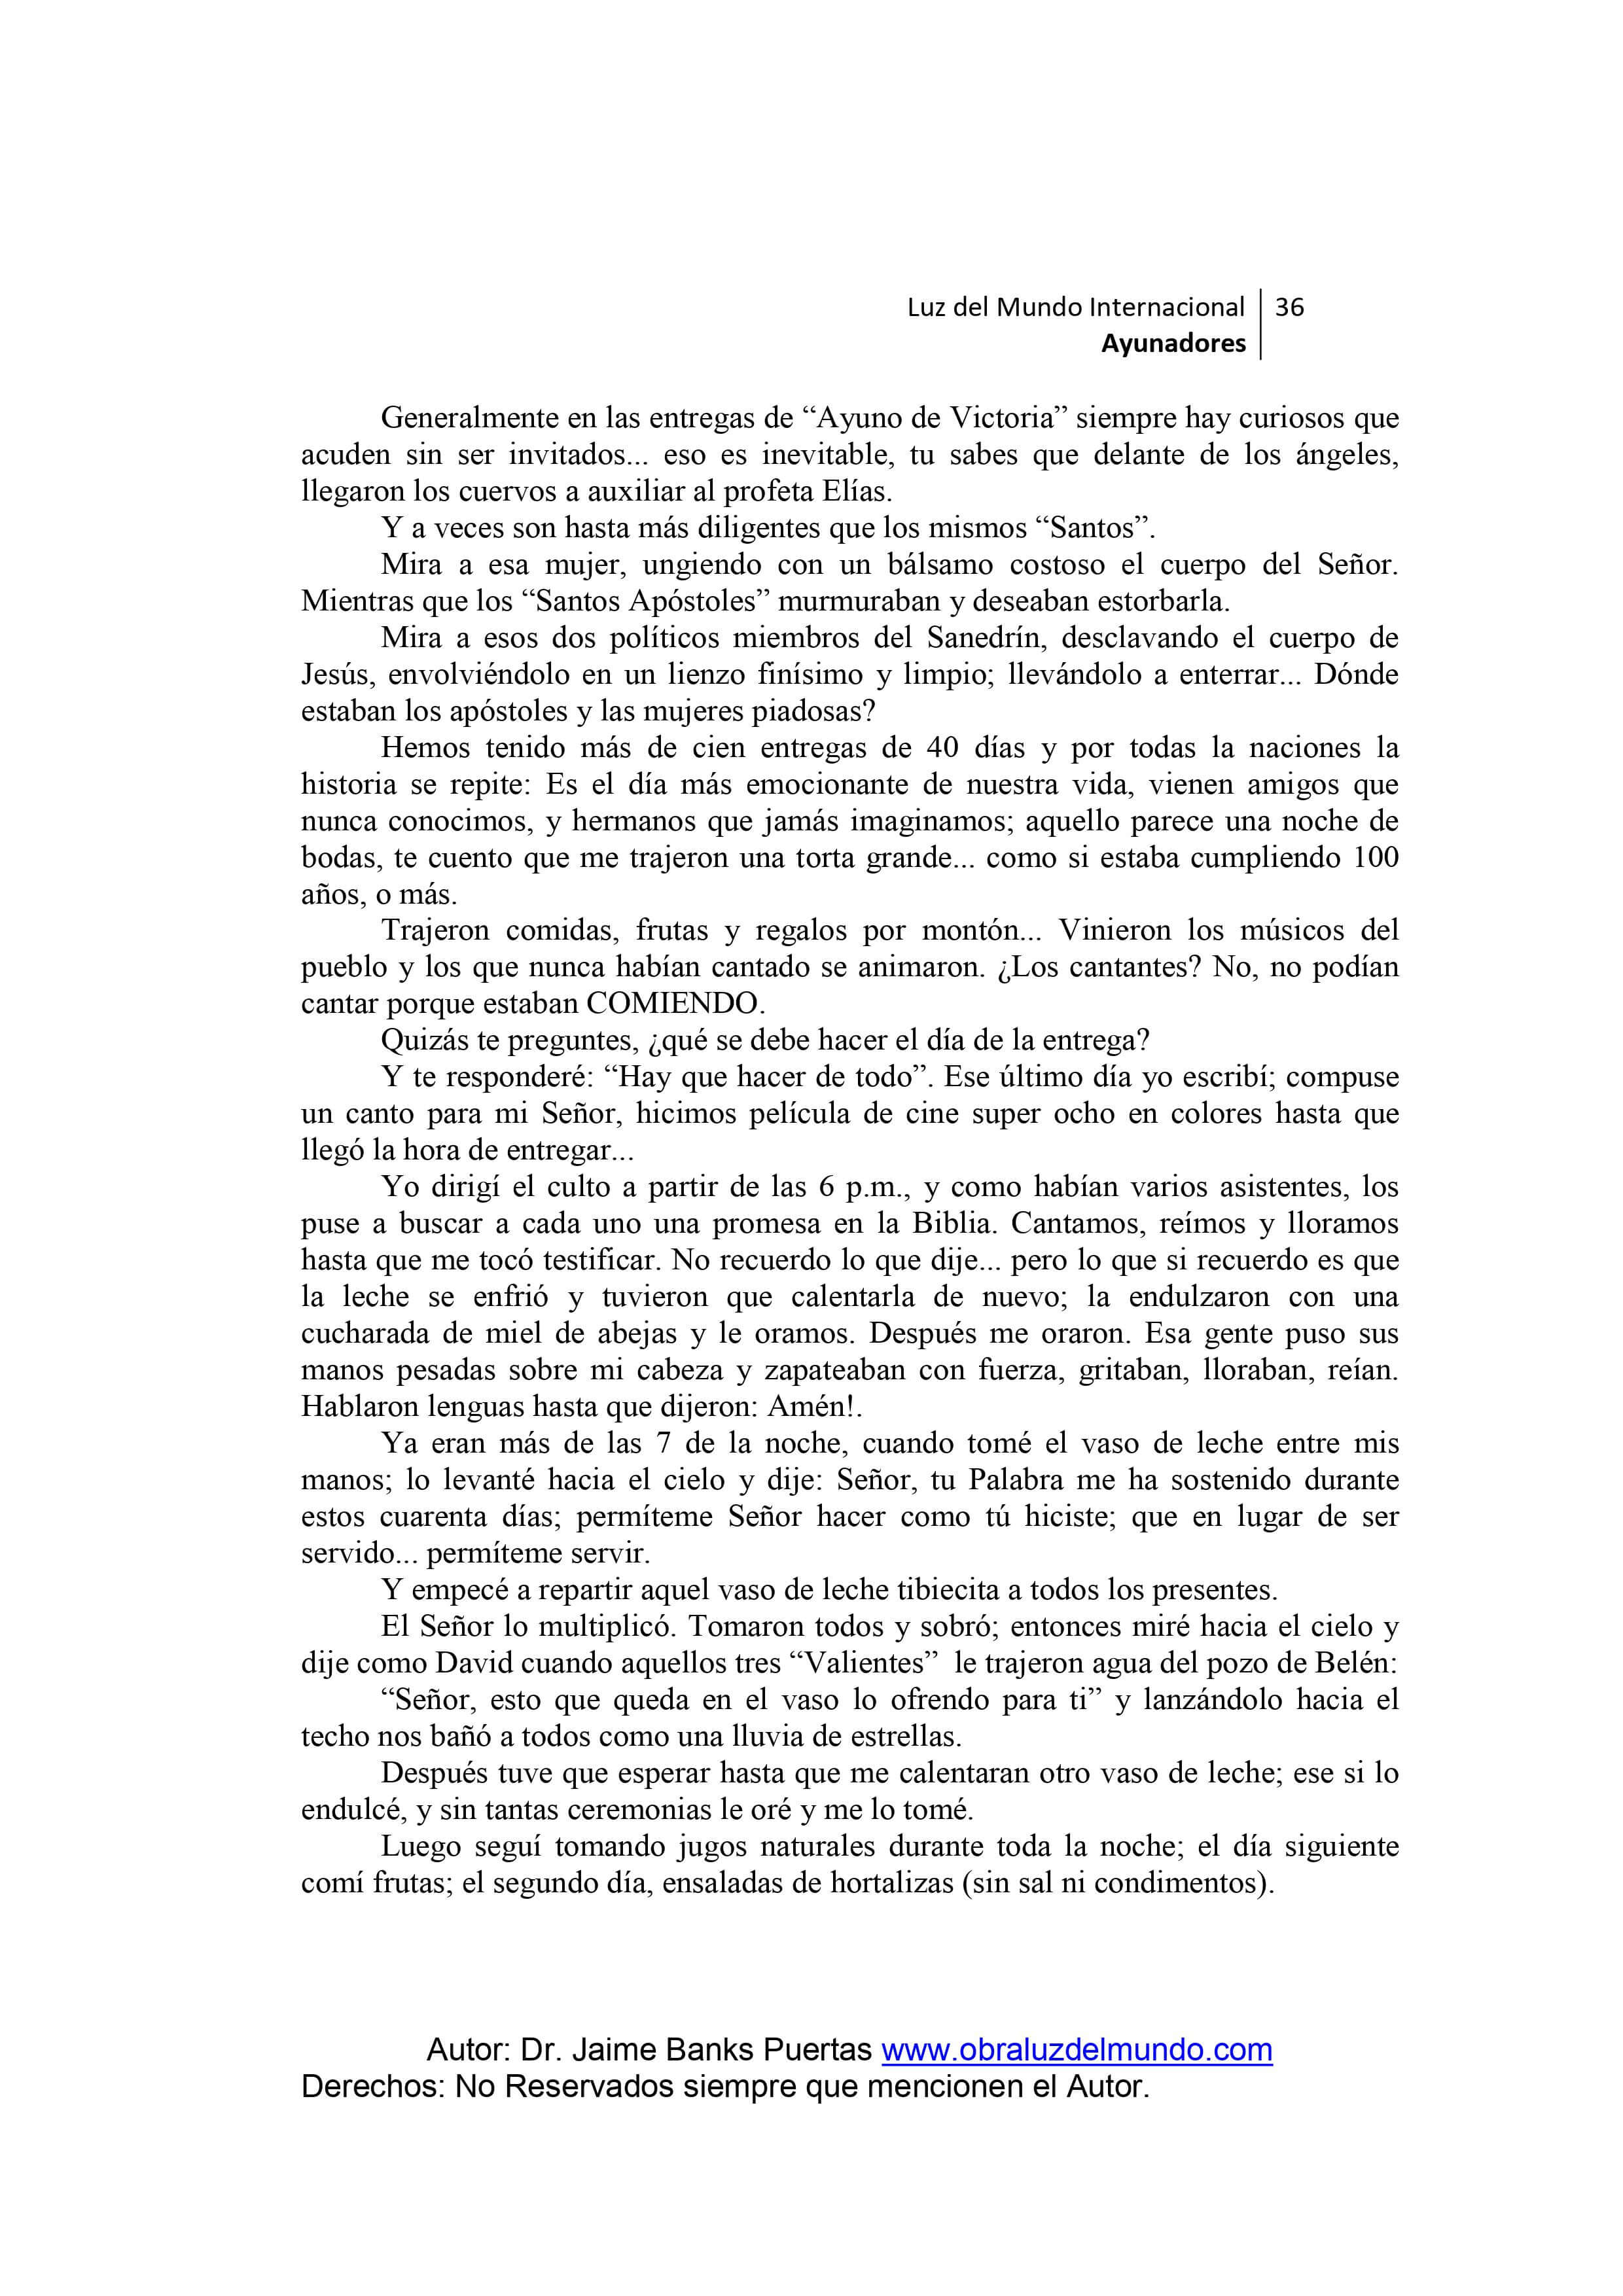 Luz del Mundo Internacional 36
Ayunadores
Generalmente en las entregas de “Ayuno de Victoria” siempre hay curiosos que
acuden sin ser invitados... eso es inevitable, tu sabes que delante de los ángeles,
llegaron los cuervos a auxiliar al profeta Elías.
Y a veces son hasta más diligentes que los mismos “Santos”.
Mira a esa mujer, ungiendo con un bálsamo costoso el cuerpo del Señor.
Mientras que los “Santos Apóstoles” murmuraban y deseaban estorbarla.
Mira a esos dos políticos miembros del Sanedrín, desclavando el cuerpo de
Jesús, envolviéndolo en un lienzo finísimo y limpio; llevándolo a enterrar... Dónde
estaban los apóstoles y las mujeres piadosas?
Hemos tenido más de cien entregas de 40 días y por todas la naciones la
historia se repite: Es el día más emocionante de nuestra vida, vienen amigos que
nunca conocimos, y hermanos que jamás imaginamos; aquello parece una noche de
bodas, te cuento que me trajeron una torta grande... como si estaba cumpliendo 100
años, o más.
Trajeron comidas, frutas y regalos por montón... Vinieron los músicos del
pueblo y los que nunca habían cantado se animaron. ¿Los cantantes? No, no podían
cantar porque estaban COMIENDO.
Quizás te preguntes, ¿qué se debe hacer el día de la entrega?
Y te responderé: “Hay que hacer de todo”. Ese último día yo escribí; compuse
un canto para mi Señor, hicimos película de cine super ocho en colores hasta que
llegó la hora de entregar...
Yo dirigí el culto a partir de las 6 p.m., y como habían varios asistentes, los
puse a buscar a cada uno una promesa en la Biblia. Cantamos, reímos y lloramos
hasta que me tocó testificar. No recuerdo lo que dije... pero lo que si recuerdo es que
la leche se enfrió y tuvieron que calentarla de nuevo; la endulzaron con una
cucharada de miel de abejas y le oramos. Después me oraron. Esa gente puso sus
manos pesadas sobre mi cabeza y zapateaban con fuerza, gritaban, lloraban, reían.
Hablaron lenguas hasta que dijeron: Amén!.
Ya eran más de las 7 de la noche, cuando tomé el vaso de leche entre mis
manos; lo levanté hacia el cielo y dije: Señor, tu Palabra me ha sostenido durante
estos cuarenta días; permíteme Señor hacer como tú hiciste; que en lugar de ser
servido... permíteme servir.
Y empecé a repartir aquel vaso de leche tibiecita a todos los presentes.
El Señor lo multiplicó. Tomaron todos y sobró; entonces miré hacia el cielo y
dije como David cuando aquellos tres “Valientes”  le trajeron agua del pozo de Belén:
“Señor, esto que queda en el vaso lo ofrendo para ti” y lanzándolo hacia el
techo nos bañó a todos como una lluvia de estrellas.
Después tuve que esperar hasta que me calentaran otro vaso de leche; ese si lo
endulcé, y sin tantas ceremonias le oré y me lo tomé.
Luego seguí tomando jugos naturales durante toda la noche; el día siguiente
comí frutas; el segundo día, ensaladas de hortalizas (sin sal ni condimentos).
Autor: Dr. Jaime Banks Puertas www.obraluzdelmundo.com
Derechos: No Reservados siempre que mencionen el Autor.